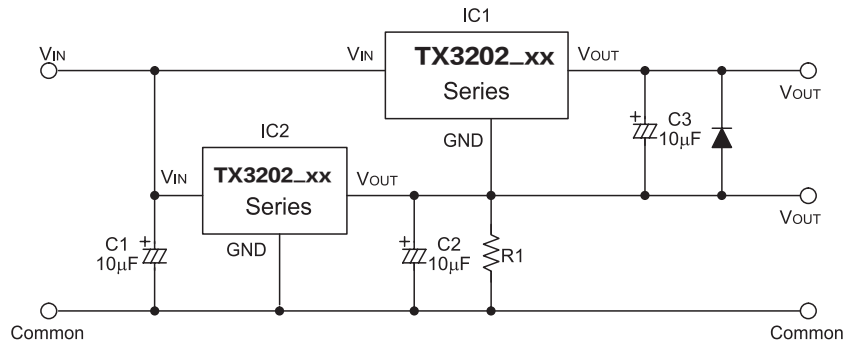 IC1
VIN
VIN
TX3202_xx
Series
VOUT
VOUT
GND
C3
+
10μF
IC2
VIN
TX3202_xx
Series
VOUT
VOUT
GND
C1
+
10μF
C2
+
10μF
R1
Common
Common